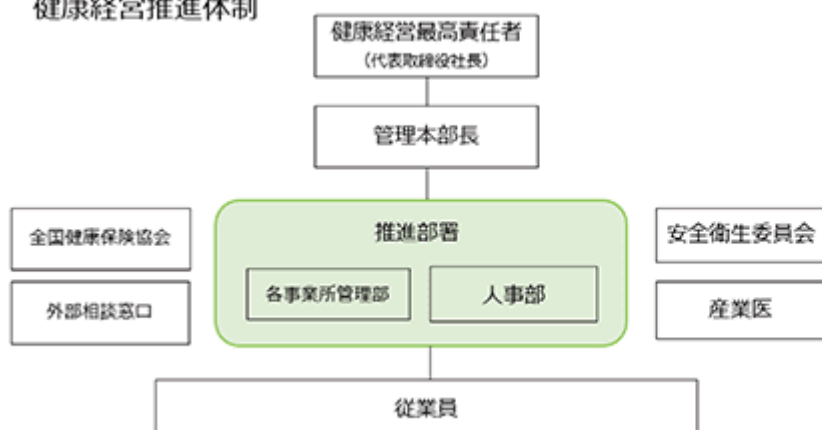 健康経営推進体制
健康経営最高責任者
（代表取締役社長）
管理本部長
全国健康保険協会
外部相談窓口
推進部署
各事業所管理部
人事部
安全衛生委員会
産業医
従業員